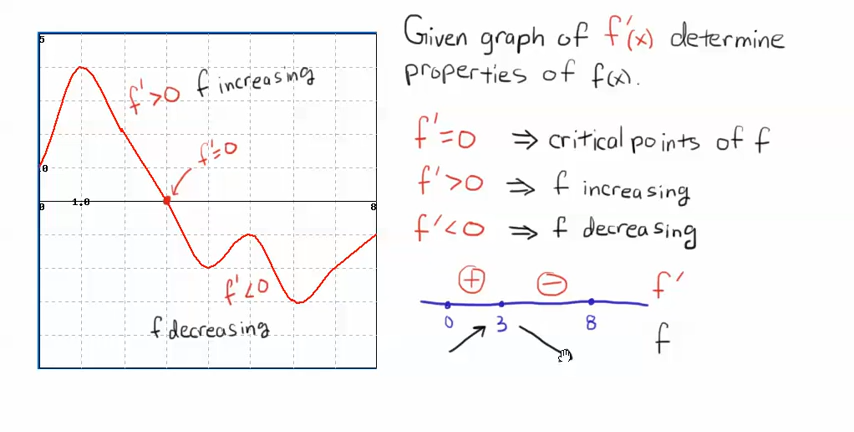 5
f'>0 f increasing
f'=0
0
0 1.0 8
f'<0
f decreasing
Given graph of f'(x) determine
properties of f(x).
f'=0 ⇒ critical points of f
f'>0 ⇒ f increasing
f'<0 ⇒ f decreasing
+ − f'
0 3 8 f